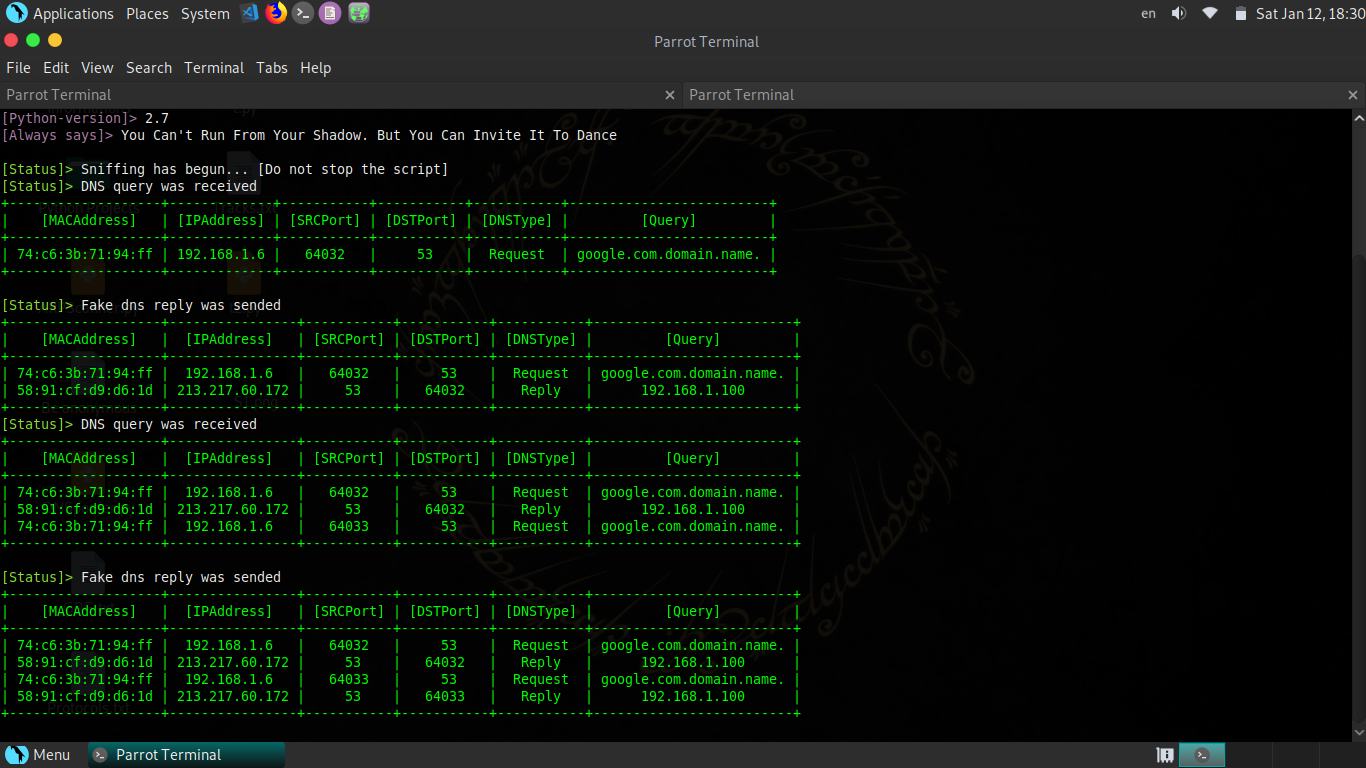 Applications Places System en Sat Jan 12, 18:30
Parrot Terminal
File Edit View Search Terminal Tabs Help
Parrot Terminal × Parrot Terminal ×
[Python-version]> 2.7
[Always says]> You Can't Run From Your Shadow. But You Can Invite It To Dance
[Status]> Sniffing has begun... [Do not stop the script]
[Status]> DNS query was received
+-------------------+-------------+-----------+-----------+-----------+-------------------------+
| [MACAddress] | [IPAddress] | [SRCPort] | [DSTPort] | [DNSType] | [Query] |
+-------------------+-------------+-----------+-----------+-----------+-------------------------+
| 74:c6:3b:71:94:ff | 192.168.1.6 | 64032 | 53 | Request | google.com.domain.name. |
+-------------------+-------------+-----------+-----------+-----------+-------------------------+
[Status]> Fake dns reply was sended
+-------------------+----------------+-----------+-----------+-----------+-------------------------+
| [MACAddress] | [IPAddress] | [SRCPort] | [DSTPort] | [DNSType] | [Query] |
+-------------------+----------------+-----------+-----------+-----------+-------------------------+
| 74:c6:3b:71:94:ff | 192.168.1.6 | 64032 | 53 | Request | google.com.domain.name. |
| 58:91:cf:d9:d6:1d | 213.217.60.172 | 53 | 64032 | Reply | 192.168.1.100 |
+-------------------+----------------+-----------+-----------+-----------+-------------------------+
[Status]> DNS query was received
+-------------------+----------------+-----------+-----------+-----------+-------------------------+
| [MACAddress] | [IPAddress] | [SRCPort] | [DSTPort] | [DNSType] | [Query] |
+-------------------+----------------+-----------+-----------+-----------+-------------------------+
| 74:c6:3b:71:94:ff | 192.168.1.6 | 64032 | 53 | Request | google.com.domain.name. |
| 58:91:cf:d9:d6:1d | 213.217.60.172 | 53 | 64032 | Reply | 192.168.1.100 |
| 74:c6:3b:71:94:ff | 192.168.1.6 | 64033 | 53 | Request | google.com.domain.name. |
+-------------------+----------------+-----------+-----------+-----------+-------------------------+
[Status]> Fake dns reply was sended
+-------------------+----------------+-----------+-----------+-----------+-------------------------+
| [MACAddress] | [IPAddress] | [SRCPort] | [DSTPort] | [DNSType] | [Query] |
+-------------------+----------------+-----------+-----------+-----------+-------------------------+
| 74:c6:3b:71:94:ff | 192.168.1.6 | 64032 | 53 | Request | google.com.domain.name. |
| 58:91:cf:d9:d6:1d | 213.217.60.172 | 53 | 64032 | Reply | 192.168.1.100 |
| 74:c6:3b:71:94:ff | 192.168.1.6 | 64033 | 53 | Request | google.com.domain.name. |
| 58:91:cf:d9:d6:1d | 213.217.60.172 | 53 | 64033 | Reply | 192.168.1.100 |
+-------------------+----------------+-----------+-----------+-----------+-------------------------+
Protocols.txt
Menu Parrot Terminal